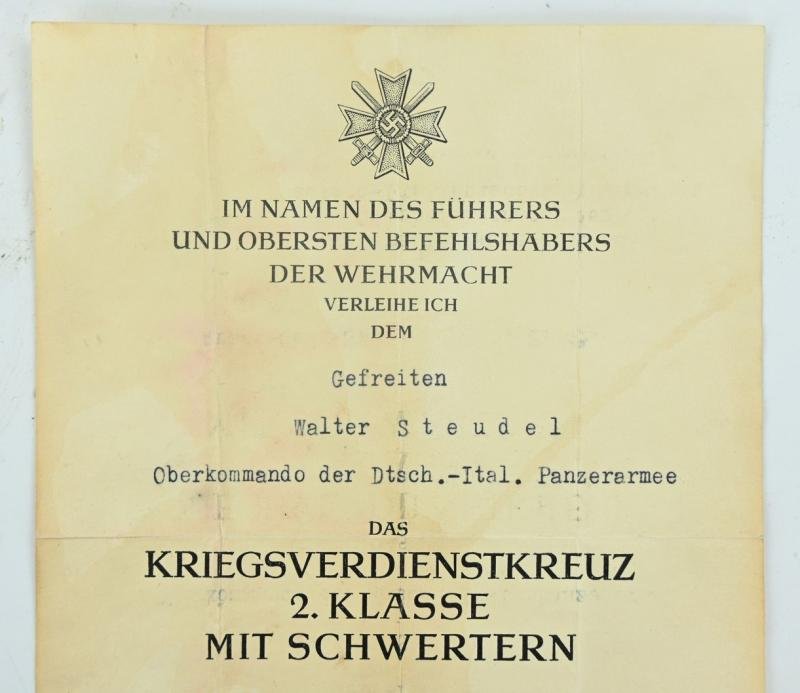 IM NAMEN DES FÜHRERS
UND OBERSTEN BEFEHLSHABERS
DER WEHRMACHT
VERLEIHE ICH
DEM
Gefreiten
Walter Steudel
Oberkommando der Dtsch.-Ital. Panzerarmee
DAS
KRIEGSVERDIENSTKREUZ
2. KLASSE
MIT SCHWERTERN